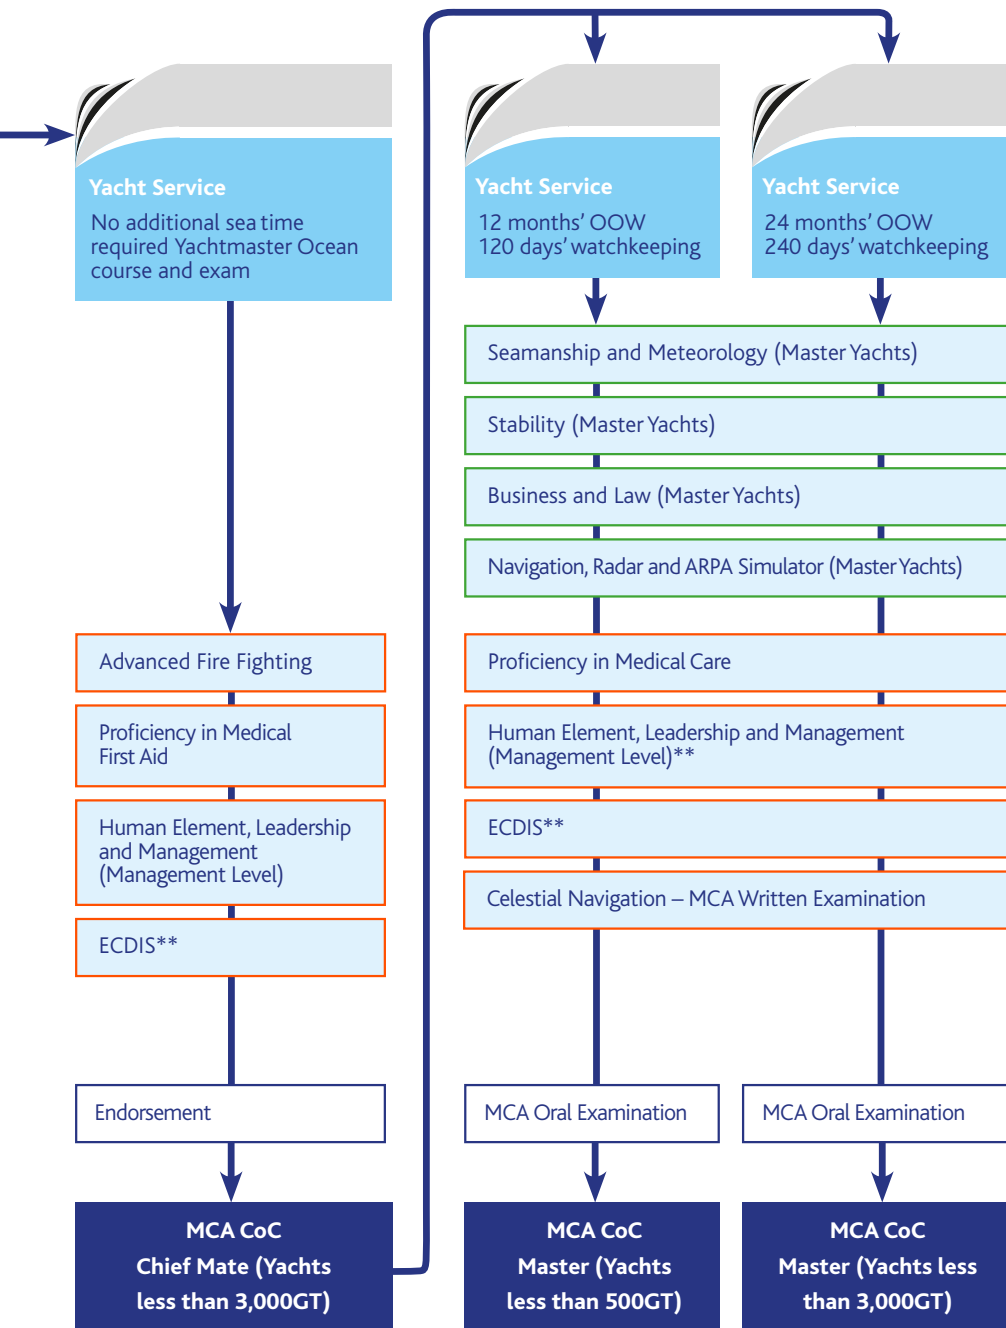 Yacht Service
No additional sea time
required Yachtmaster Ocean
course and exam
Advanced Fire Fighting
Proficiency in Medical
First Aid
Human Element, Leadership
and Management
(Management Level)
ECDIS**
Endorsement
MCA CoC
Chief Mate (Yachts
less than 3,000GT)
Yacht Service
12 months' OOW
120 days' watchkeeping
Yacht Service
24 months' OOW
240 days' watchkeeping
Seamanship and Meteorology (Master Yachts)
Stability (Master Yachts)
Business and Law (Master Yachts)
Navigation, Radar and ARPA Simulator (Master Yachts)
Proficiency in Medical Care
Human Element, Leadership and Management
(Management Level)**
ECDIS**
Celestial Navigation – MCA Written Examination
MCA Oral Examination
MCA CoC
Master (Yachts
less than 500GT)
MCA Oral Examination
MCA CoC
Master (Yachts less
than 3,000GT)